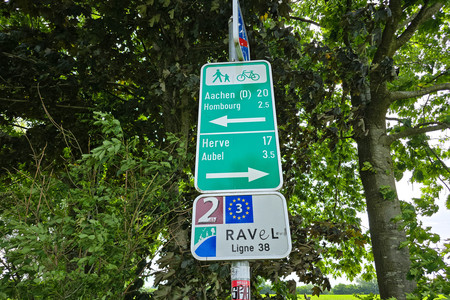 Aachen (D) 20
Hombourg 2.5
Herve 17
Aubel 3.5
2 3
RAVeL
Ligne 38